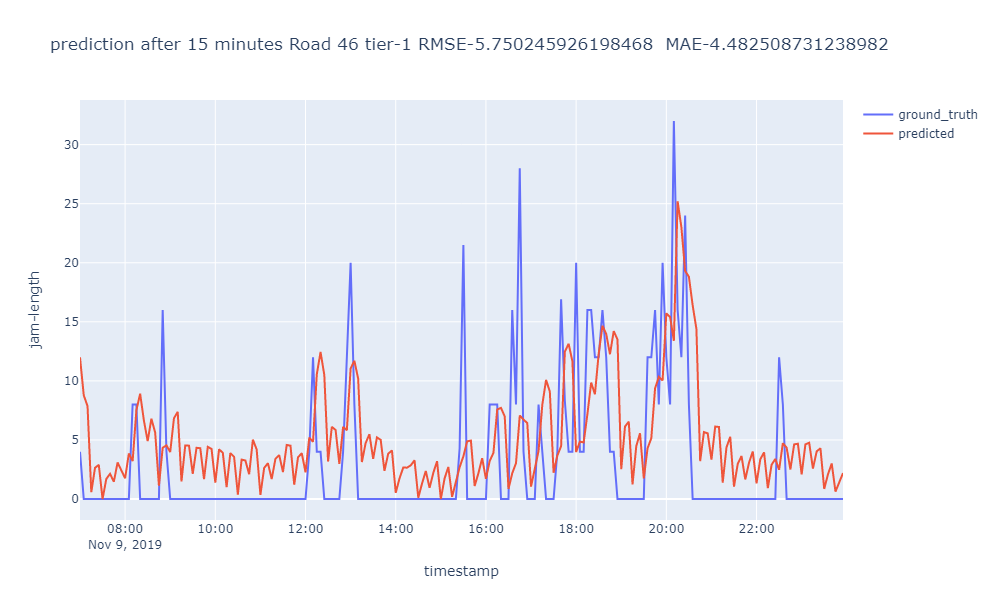 prediction after 15 minutes Road 46 tier-1 RMSE-5.750245926198468  MAE-4.482508731238982
ground_truth
predicted
jam-length
30
25
20
15
10
5
0
08:00 10:00 12:00 14:00 16:00 18:00 20:00 22:00
Nov 9, 2019
timestamp